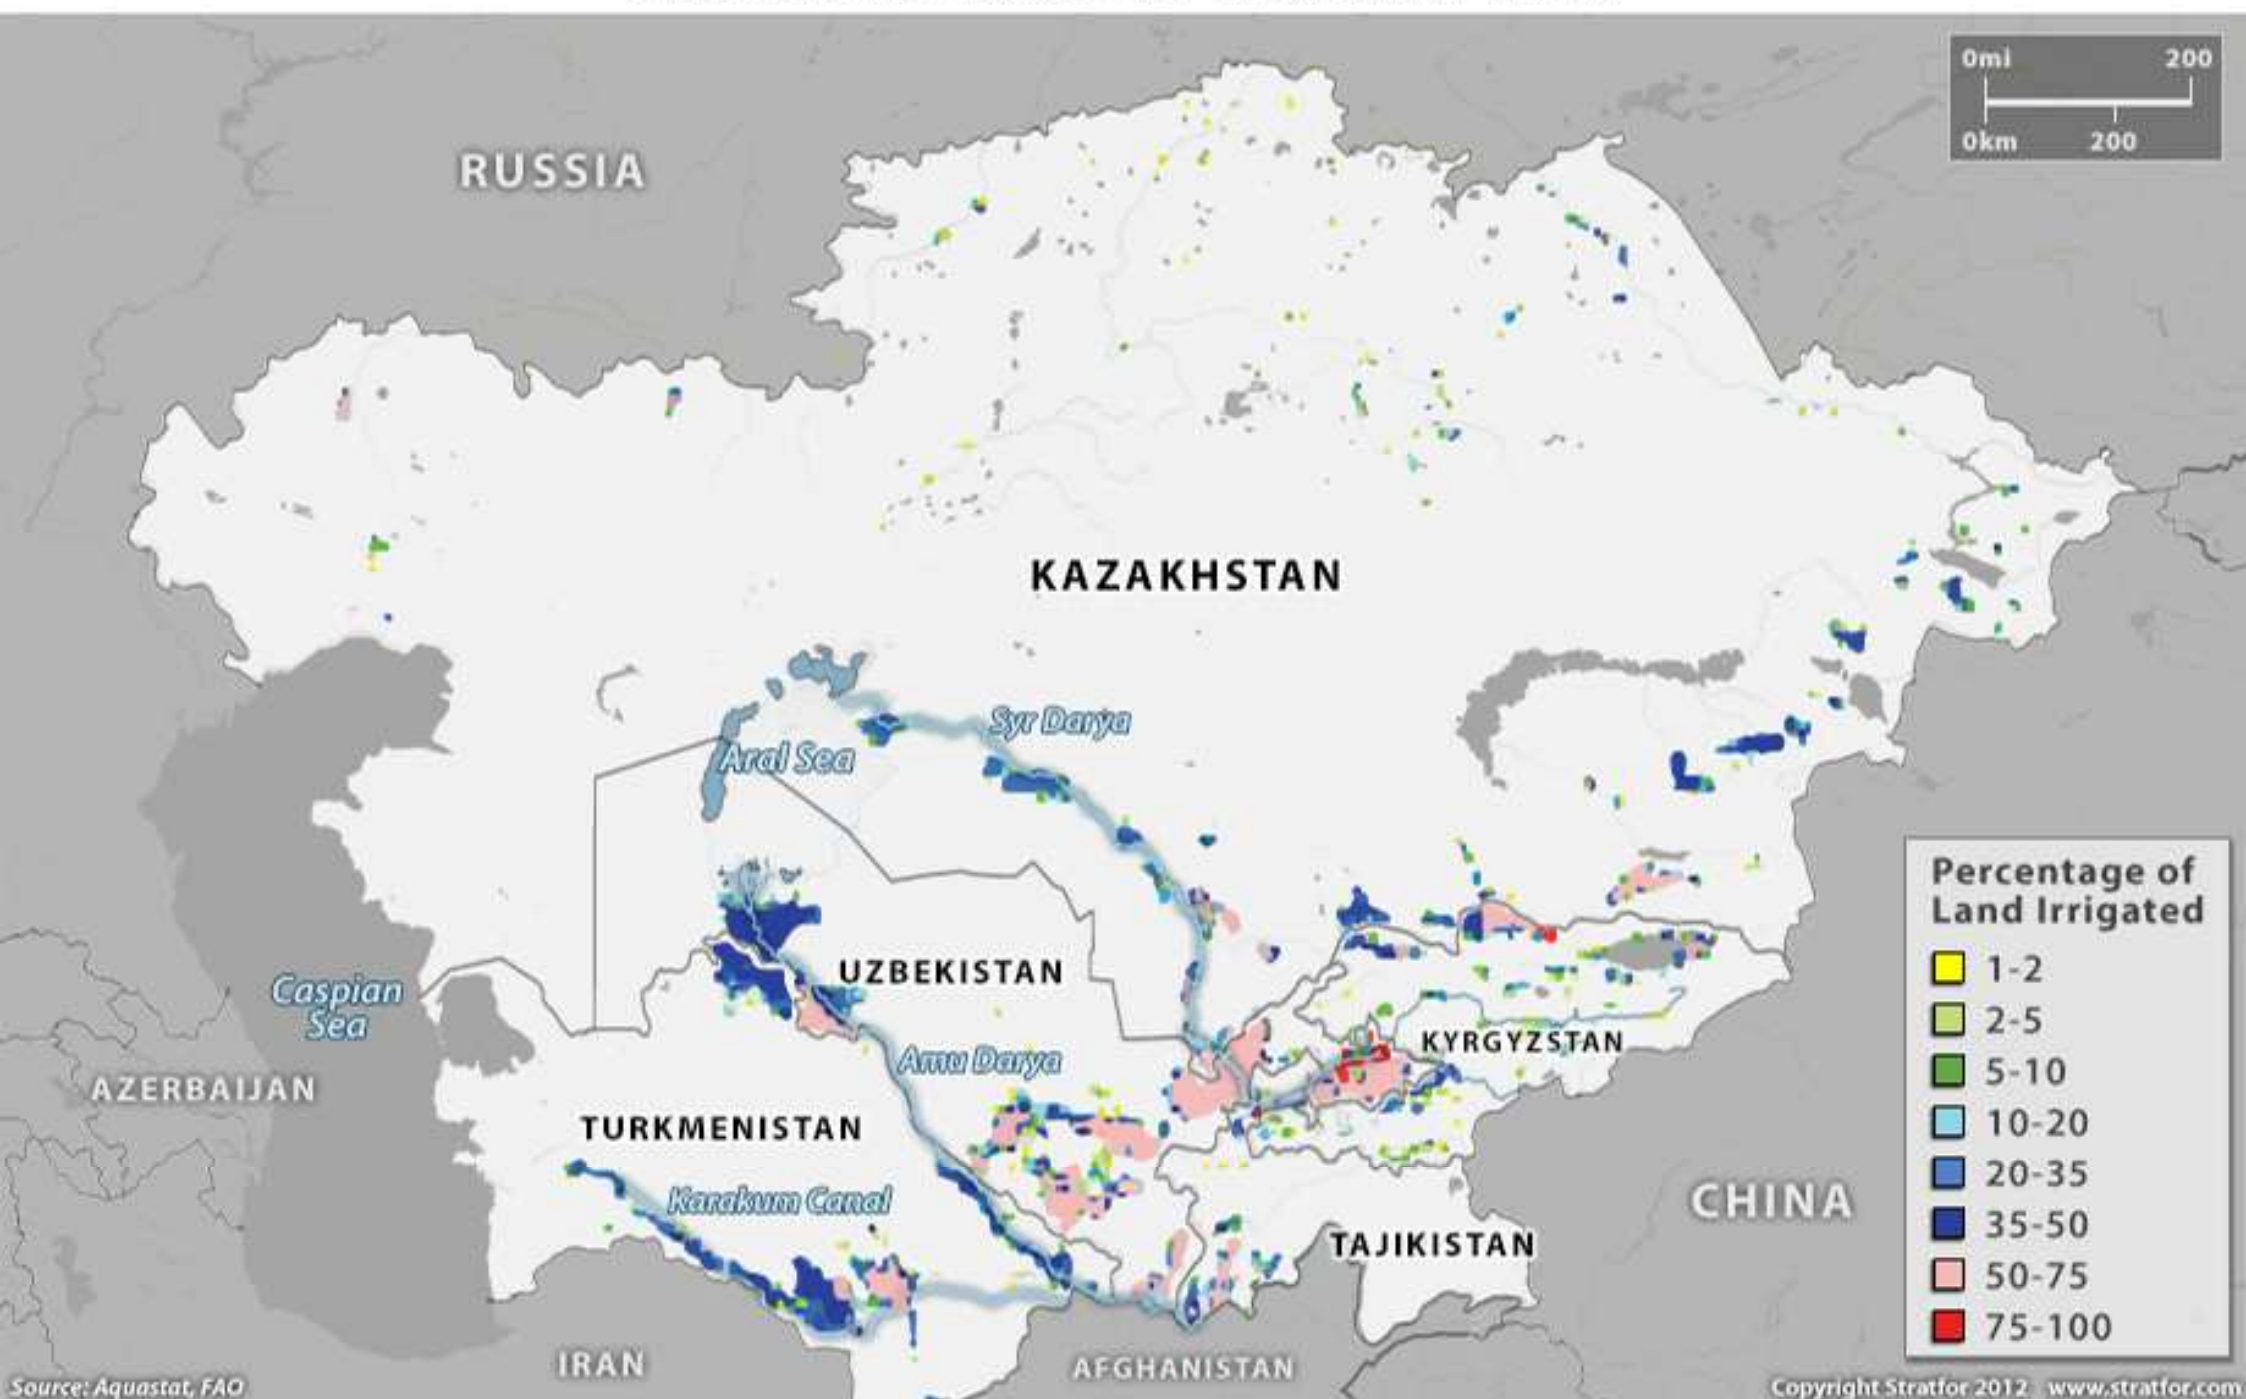 0mi 200
0km 200
RUSSIA
KAZAKHSTAN
Syr Darya
Aral Sea
UZBEKISTAN
Caspian
Sea
KYRGYZSTAN
Amu Darya
AZERBAIJAN
TURKMENISTAN
Karakum Canal
CHINA
TAJIKISTAN
IRAN
AFGHANISTAN
Percentage of
Land Irrigated
1-2
2-5
5-10
10-20
20-35
35-50
50-75
75-100
Source: Aquastat, FAO
Copyright Stratfor 2012 www.stratfor.com